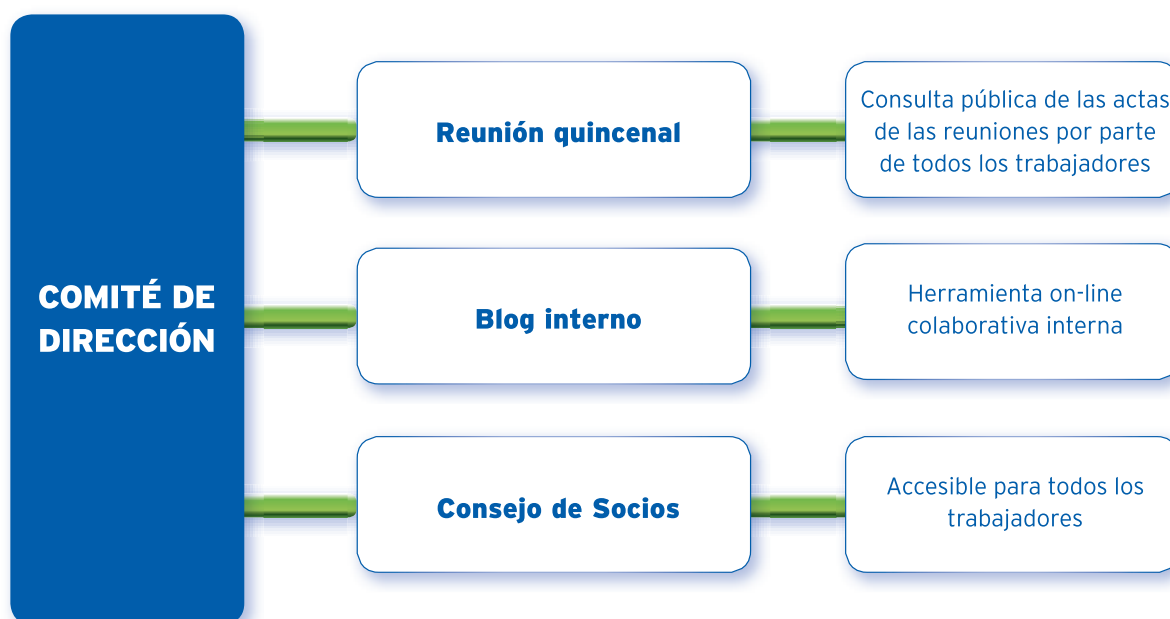 COMITÉ DE
DIRECCIÓN
Reunión quincenal
Consulta pública de las actas
de las reuniones por parte
de todos los trabajadores
Blog interno
Herramienta on-line
colaborativa interna
Consejo de Socios
Accesible para todos los
trabajadores